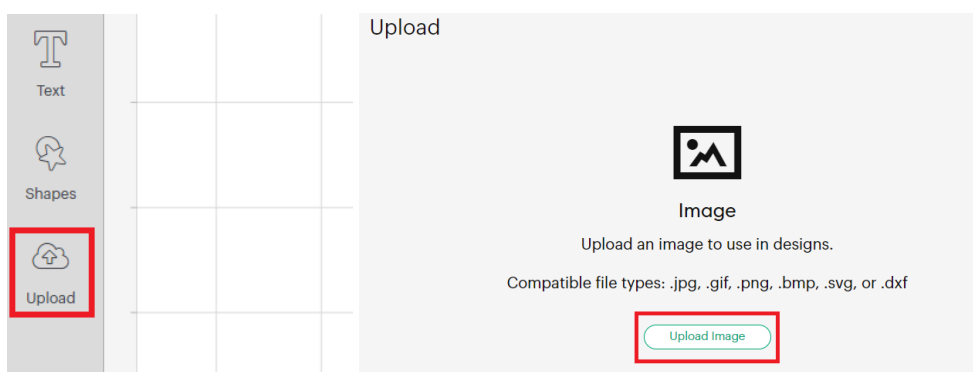 Text
Shapes
Upload
Upload
Image
Upload an image to use in designs.
Compatible file types: .jpg, .gif, .png, .bmp, .svg, or .dxf
Upload Image